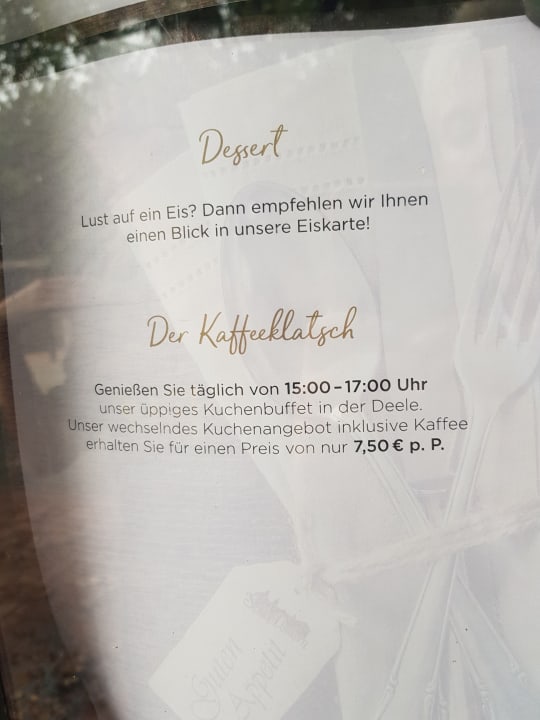 Dessert
Lust auf ein Eis? Dann empfehlen wir Ihnen
einen Blick in unsere Eiskarte!
Der Kaffeeklatsch
Genießen Sie täglich von 15:00 – 17:00 Uhr
unser üppiges Kuchenbuffet in der Deele.
Unser wechselndes Kuchenangebot inklusive Kaffee
erhalten Sie für einen Preis von nur 7,50 € p. P.
Guten
Appetit